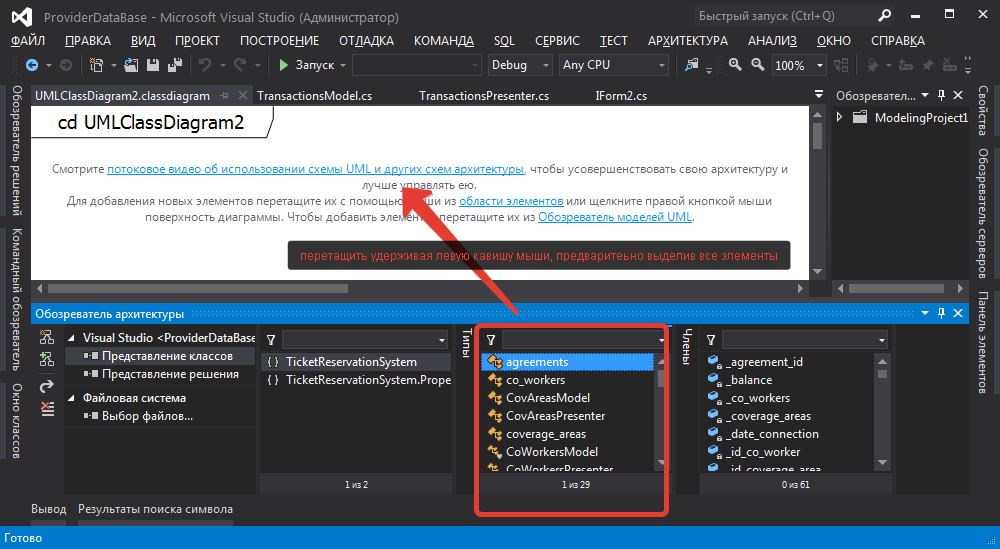 ProviderDataBase - Microsoft Visual Studio (Администратор)
Быстрый запуск (Ctrl+Q)
ФАЙЛ ПРАВКА ВИД ПРОЕКТ ПОСТРОЕНИЕ ОТЛАДКА КОМАНДА SQL СЕРВИС ТЕСТ АРХИТЕКТУРА АНАЛИЗ ОКНО СПРАВКА
Запуск Debug Any CPU 100%
Обозреватель решений
Командный обозреватель
Окно классов
UMLClassDiagram2.classdiagram TransactionsModel.cs TransactionsPresenter.cs IForm2.cs
cd UMLClassDiagram2
Смотрите потоковое видео об использовании схемы UML и других схем архитектуры, чтобы усовершенствовать свою архитектуру и
лучше управлять ею.
Для добавления новых элементов перетащите их с помощью мыши из области элементов или щелкните правой кнопкой мыши
поверхность диаграммы. Чтобы добавить элементы, перетащите их из Обозреватель моделей UML.
перетащить удерживая левую кавишу мыши, предваритеьно выделив все элементы
Обозревател...
ModelingProject1
Свойства
Обозреватель серверов
Панель элементов
Обозреватель архитектуры
Visual Studio <ProviderDataBase
Представление классов
Представление решения
Файловая система
Выбор файлов...
{ } TicketReservationSystem
{ } TicketReservationSystem.Prope
1 из 2
Типы
agreements
co_workers
CovAreasModel
CovAreasPresenter
coverage_areas
CoWorkersModel
CoWorkersPresenter
1 из 29
Члены
_agreement_id
_balance
_co_workers
_coverage_areas
_date_connection
_id_co_worker
_id_coverage_area
0 из 61
Вывод Результаты поиска символа
Готово